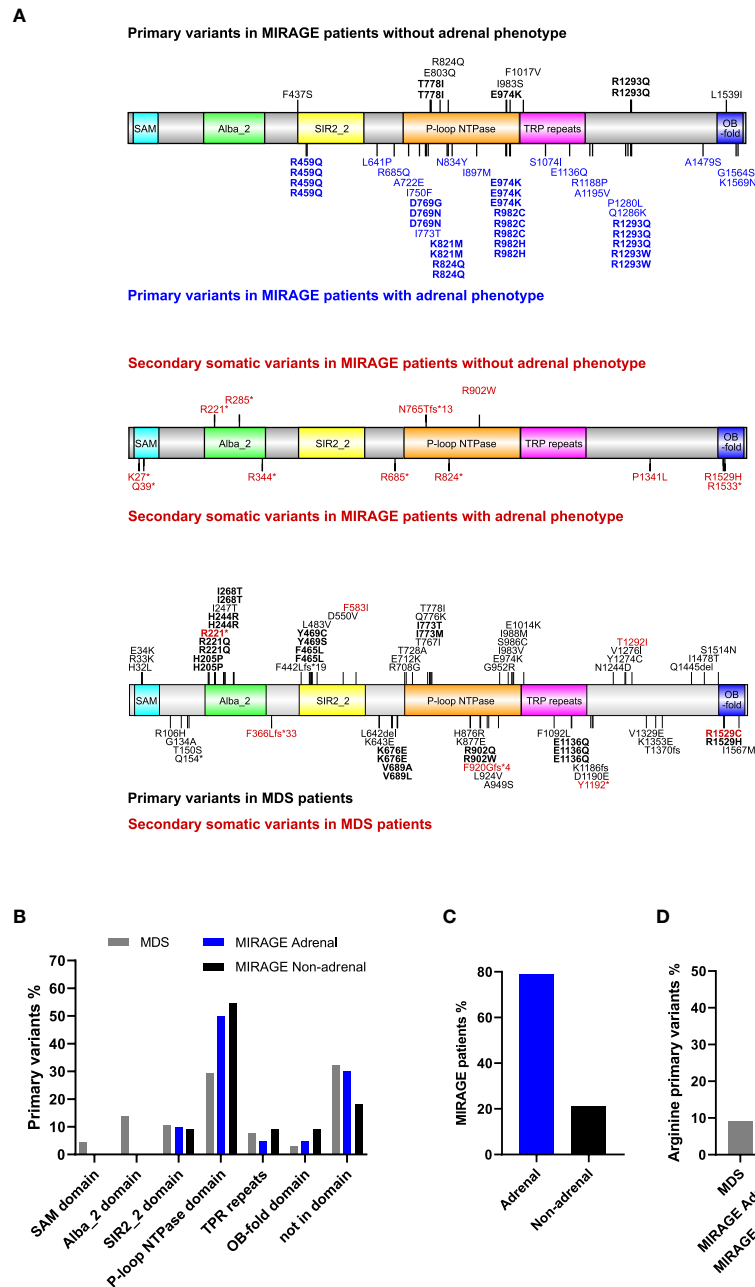 A
Primary variants in MIRAGE patients without adrenal phenotype
R824Q
E803Q
T778I
T778I
F1017V
I983S
E974K
R1293Q
R1293Q
F437S
L1539I
SAM
Alba_2
SIR2_2
P-loop NTPase
TRP repeats
OB
-fold
R459Q
R459Q
R459Q
R459Q
L641P
R685Q
A722E
I750F
D769G
D769N
D769N
I773T
K821M
K821M
R824Q
R824Q
N834Y
I897M
E974K
E974K
E974K
R982C
R982C
R982C
R982H
R982H
S1074I
E1136Q
R1188P
A1195V
P1280L
Q1286K
R1293Q
R1293Q
R1293Q
R1293W
R1293W
A1479S
G1564S
K1569N
Primary variants in MIRAGE patients with adrenal phenotype
Secondary somatic variants in MIRAGE patients without adrenal phenotype
R285*
R221*
R902W
N765Tfs*13
SAM
Alba_2
SIR2_2
P-loop NTPase
TRP repeats
OB
-fold
K27*
Q39*
R344*
R685*
R824*
P1341L
R1529H
R1533*
Secondary somatic variants in MIRAGE patients with adrenal phenotype
E34K
R33K
H32L
I268T
I268T
I247T
H244R
H244R
R221*
R221Q
R221Q
H205P
H205P
F583I
D550V
L483V
Y469C
Y469S
F465L
F465L
F442Lfs*19
T778I
Q776K
I773T
I773M
T767I
T728A
E712K
R708G
E1014K
I988M
S986C
I983V
E974K
G952R
T1292I
V1276I
Y1274C
N1244D
S1514N
I1478T
Q1445del
SAM
Alba_2
SIR2_2
P-loop NTPase
TRP repeats
OB
-fold
R106H
G134A
T150S
Q154*
F366Lfs*33
L642del
K643E
K676E
K676E
V689A
V689L
H876R
K877E
R902Q
R902W
F920Gfs*4
L924V
A949S
F1092L
E1136Q
E1136Q
E1136Q
K1186fs
D1190E
Y1192*
V1329E
K1353E
T1370fs
R1529C
R1529H
I1567M
Primary variants in MDS patients
Secondary somatic variants in MDS patients
B
MDS
MIRAGE Adrenal
MIRAGE Non-adrenal
Primary variants %
70
60
50
40
30
20
10
0
SAM domain
Alba_2 domain
SIR2_2 domain
P-loop NTPase domain
TPR repeats
OB-fold domain
not in domain
C
MIRAGE patients %
80
60
40
20
0
Adrenal
Non-adrenal
D
Arginine primary variants %
50
40
30
20
10
0
MDS
MIRAGE Ad
MIRAGE